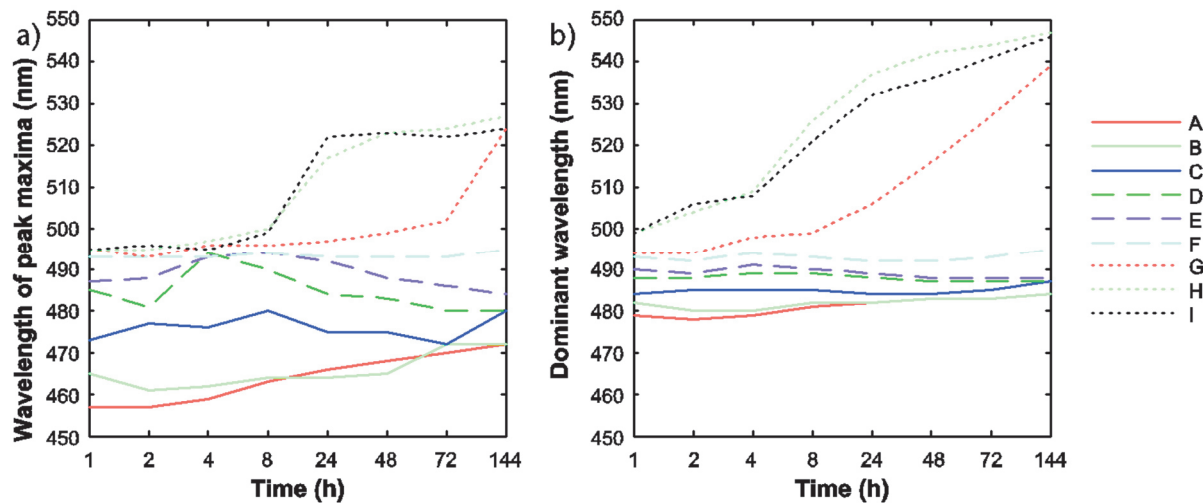 a)
Wavelength of peak maxima (nm)
550
540
530
520
510
500
490
480
470
460
450
1 2 4 8 24 48 72 144
Time (h)
b)
Dominant wavelength (nm)
550
540
530
520
510
500
490
480
470
460
450
1 2 4 8 24 48 72 144
Time (h)
A
B
C
D
E
F
G
H
I